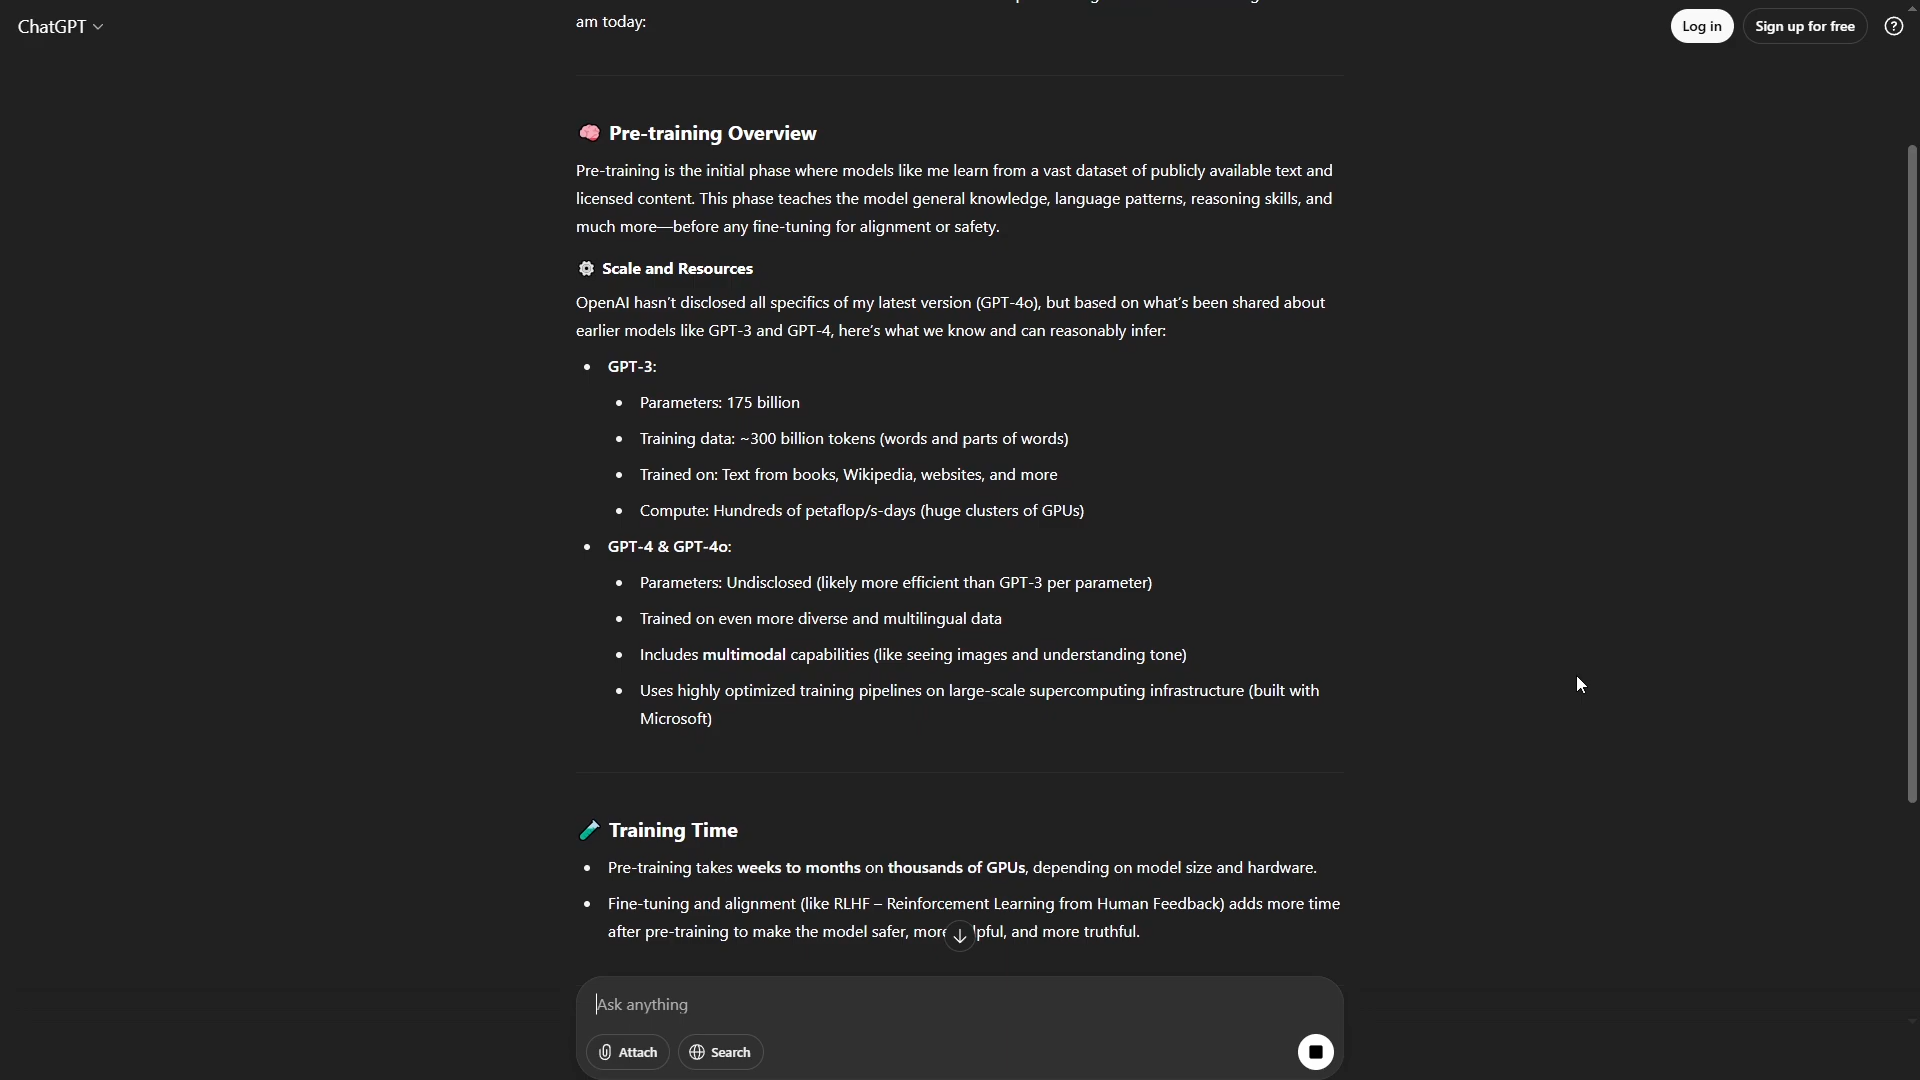 ChatGPT
Log in
Sign up for free
am today:
Pre-training Overview
Pre-training is the initial phase where models like me learn from a vast dataset of publicly available text and
licensed content. This phase teaches the model general knowledge, language patterns, reasoning skills, and
much more—before any fine-tuning for alignment or safety.
Scale and Resources
OpenAI hasn't disclosed all specifics of my latest version (GPT-4o), but based on what's been shared about
earlier models like GPT-3 and GPT-4, here's what we know and can reasonably infer:
• GPT-3:
• Parameters: 175 billion
• Training data: ~300 billion tokens (words and parts of words)
• Trained on: Text from books, Wikipedia, websites, and more
• Compute: Hundreds of petaflop/s-days (huge clusters of GPUs)
• GPT-4 & GPT-4o:
• Parameters: Undisclosed (likely more efficient than GPT-3 per parameter)
• Trained on even more diverse and multilingual data
• Includes multimodal capabilities (like seeing images and understanding tone)
• Uses highly optimized training pipelines on large-scale supercomputing infrastructure (built with
Microsoft)
Training Time
• Pre-training takes weeks to months on thousands of GPUs, depending on model size and hardware.
• Fine-tuning and alignment (like RLHF – Reinforcement Learning from Human Feedback) adds more time
after pre-training to make the model safer, more pful, and more truthful.
Ask anything
Attach
Search